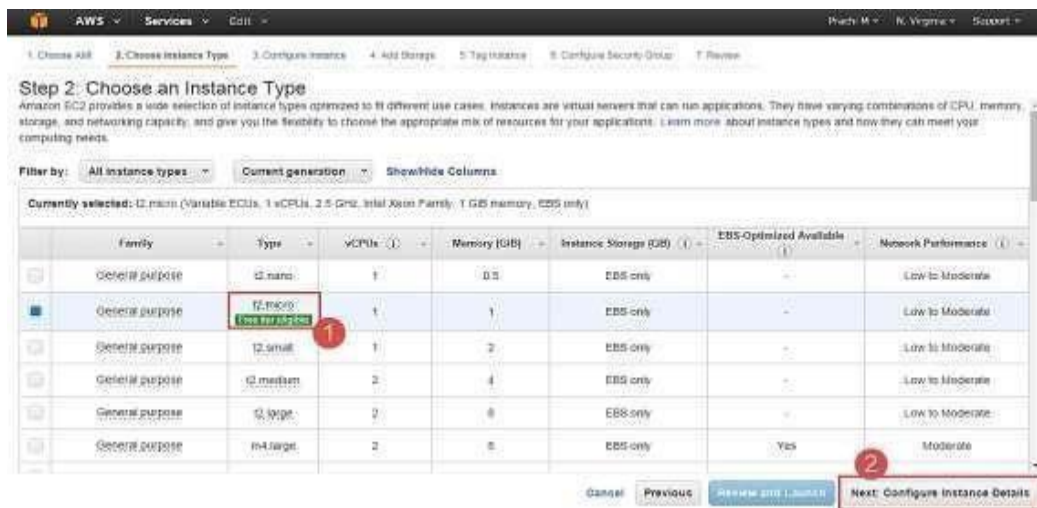 AWS Services Edit Prachi M N. Virginia Support
1. Choose AMI 2. Choose Instance Type 3. Configure Instance 4. Add Storage 5. Tag Instance 6. Configure Security Group 7. Review
Step 2: Choose an Instance Type
Amazon EC2 provides a wide selection of instance types optimized to fit different use cases. Instances are virtual servers that can run applications. They have varying combinations of CPU, memory,
storage, and networking capacity, and give you the flexibility to choose the appropriate mix of resources for your applications. Learn more about instance types and how they can meet your
computing needs.
Filter by: All instance types Current generation Show/Hide Columns
Currently selected: t2.micro (Variable ECUs, 1 vCPUs, 2.5 GHz, Intel Xeon Family, 1 GiB memory, EBS only)
Family Type vCPUs Memory (GiB) Instance Storage (GB) EBS-Optimized Available Network Performance
General purpose t2.nano 1 0.5 EBS only - Low to Moderate
General purpose t2.micro 1 1 EBS only - Low to Moderate
Free tier eligible
1
General purpose t2.small 1 2 EBS only - Low to Moderate
General purpose t2.medium 2 4 EBS only - Low to Moderate
General purpose t2.large 2 8 EBS only - Low to Moderate
General purpose m4.large 2 8 EBS only Yes Moderate
2
Cancel Previous Review and Launch Next: Configure Instance Details